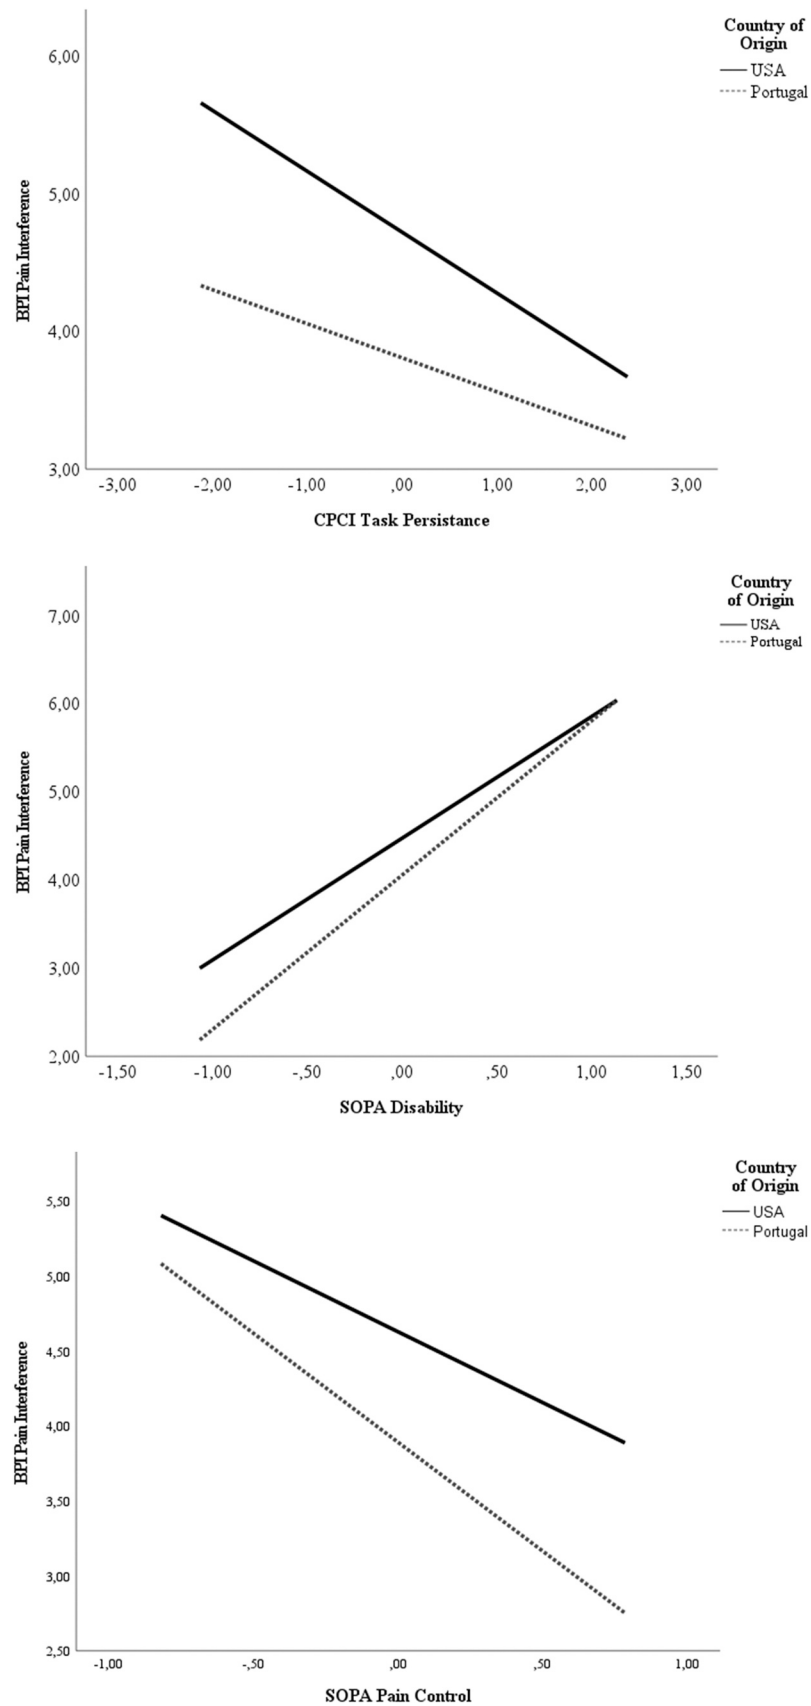 Country of
Origin
USA
Portugal
6,00
5,00
4,00
3,00
BPI Pain Interference
-3,00 -2,00 -1,00 ,00 1,00 2,00 3,00
CPCI Task Persistance
Country
of Origin
USA
Portugal
7,00
6,00
5,00
4,00
3,00
2,00
BPI Pain Interference
-1,50 -1,00 -,50 ,00 ,50 1,00 1,50
SOPA Disability
Country
of Origin
USA
Portugal
5,50
5,00
4,50
4,00
3,50
3,00
2,50
BPI Pain Interference
-1,00 -,50 ,00 ,50 1,00
SOPA Pain Control